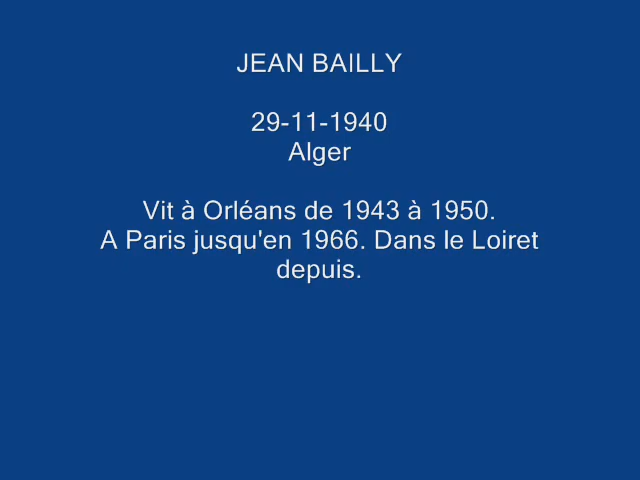 JEAN BAILLY
29-11-1940
Alger
Vit à Orléans de 1943 à 1950.
A Paris jusqu'en 1966. Dans le Loiret
depuis.